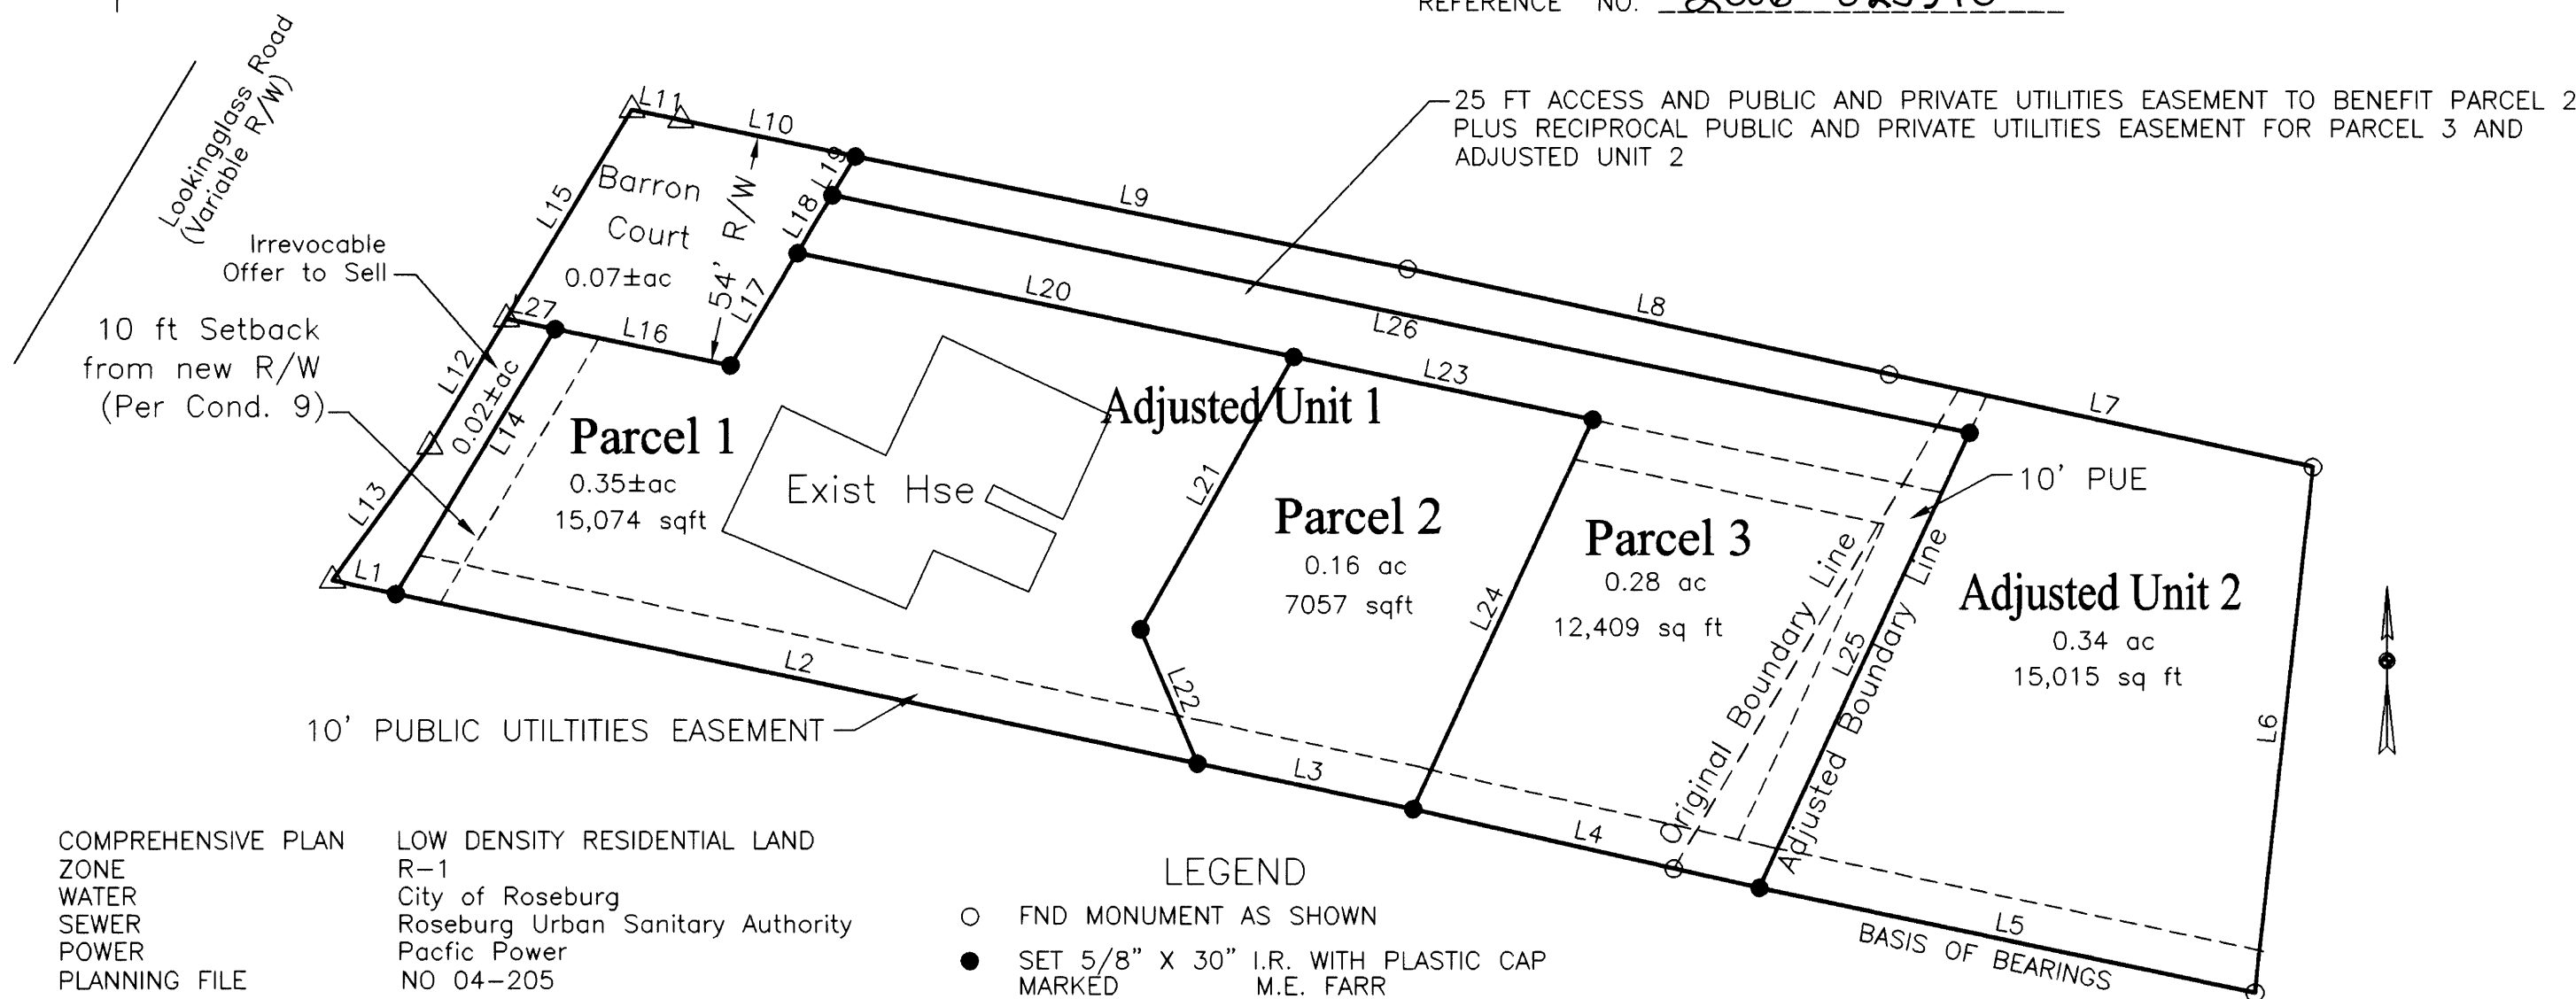 REFERENCE NO.
Lookingglass Road
(Variable R/W)
25 FT ACCESS AND PUBLIC AND PRIVATE UTILITIES EASEMENT TO BENEFIT PARCEL 2
PLUS RECIPROCAL PUBLIC AND PRIVATE UTILITIES EASEMENT FOR PARCEL 3 AND
ADJUSTED UNIT 2
L11
L10
L19
L9
L15
Barron
Court
0.07±ac
54' R/W
L18
L17
L8
L7
Irrevocable
Offer to Sell
10 ft Setback
from new R/W
(Per Cond. 9)
L27
L16
L20
L26
L23
L12
0.02±ac
L14
L13
L1
Parcel 1
0.35±ac
15,074 sqft
Exist Hse
Adjusted Unit 1
L21
L22
Parcel 2
0.16 ac
7057 sqft
L24
Parcel 3
0.28 ac
12,409 sq ft
10' PUE
Original Boundary Line
L25
Adjusted Boundary Line
Adjusted Unit 2
0.34 ac
15,015 sq ft
L6
L2
10' PUBLIC UTILTITIES EASEMENT
L3
L4
L5
BASIS OF BEARINGS
COMPREHENSIVE PLAN LOW DENSITY RESIDENTIAL LAND
ZONE R-1
WATER City of Roseburg
SEWER Roseburg Urban Sanitary Authority
POWER Pacfic Power
PLANNING FILE NO 04-205
LEGEND
FND MONUMENT AS SHOWN
SET 5/8" X 30" I.R. WITH PLASTIC CAP
MARKED M.E. FARR